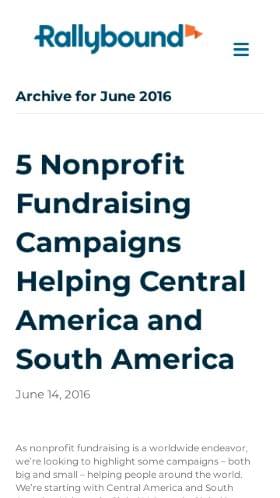 Rallybound
Archive for June 2016
5 Nonprofit
Fundraising
Campaigns
Helping Central
America and
South America
June 14, 2016
As nonprofit fundraising is a worldwide endeavor,
we're looking to highlight some campaigns – both
big and small – helping people around the world.
We're starting with Central America and South